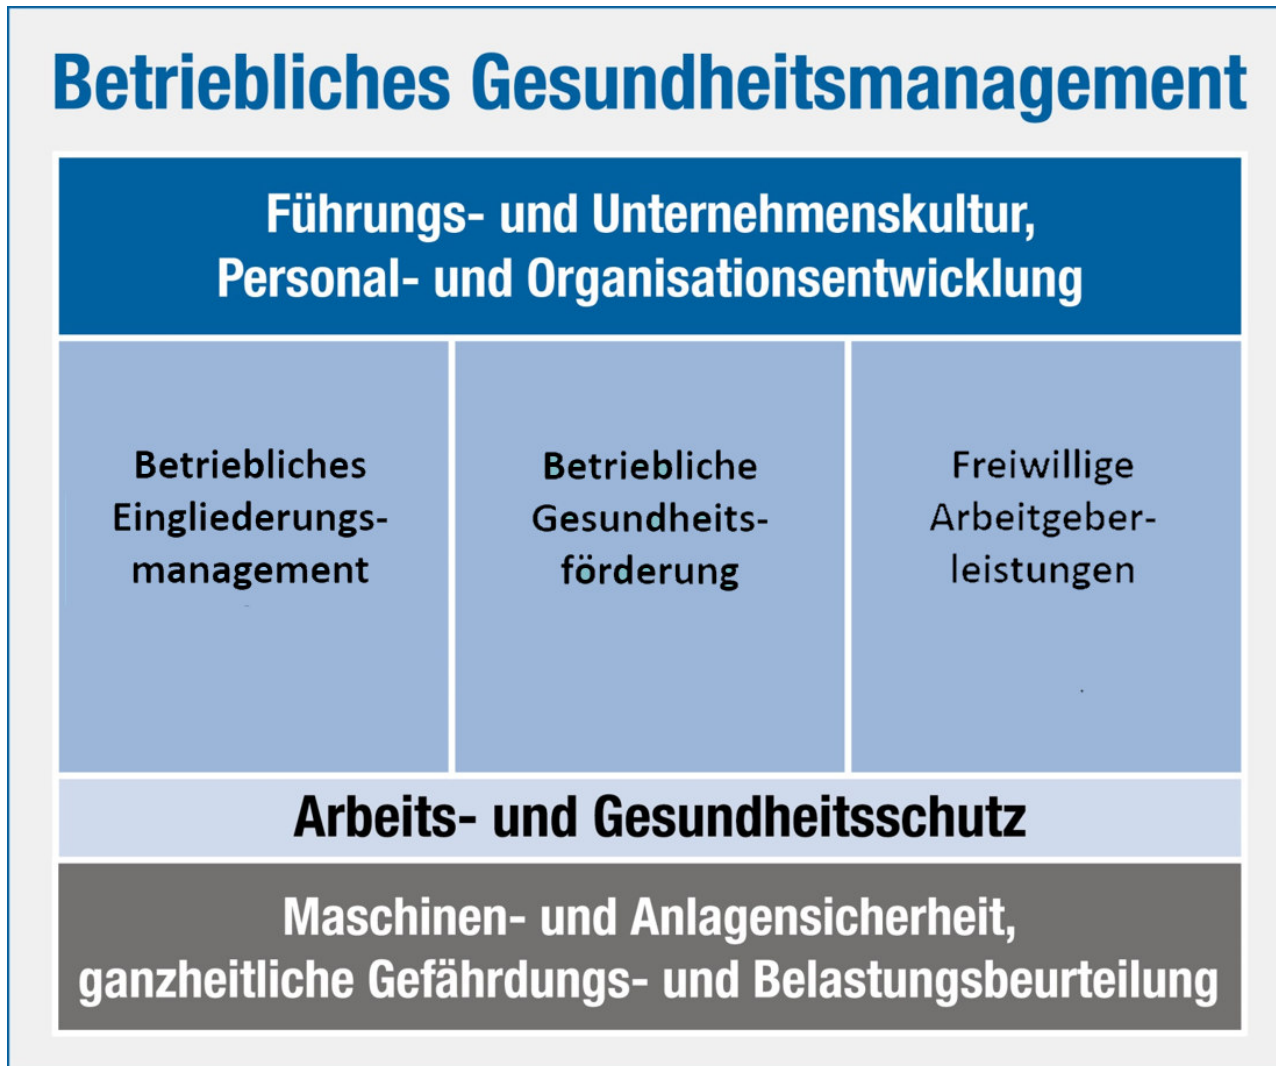 Betriebliches Gesundheitsmanagement
Führungs- und Unternehmenskultur,
Personal- und Organisationsentwicklung
Betriebliches
Eingliederungs-
management
Betriebliche
Gesundheits-
förderung
Freiwillige
Arbeitgeber-
leistungen
Arbeits- und Gesundheitsschutz
Maschinen- und Anlagensicherheit,
ganzheitliche Gefährdungs- und Belastungsbeurteilung